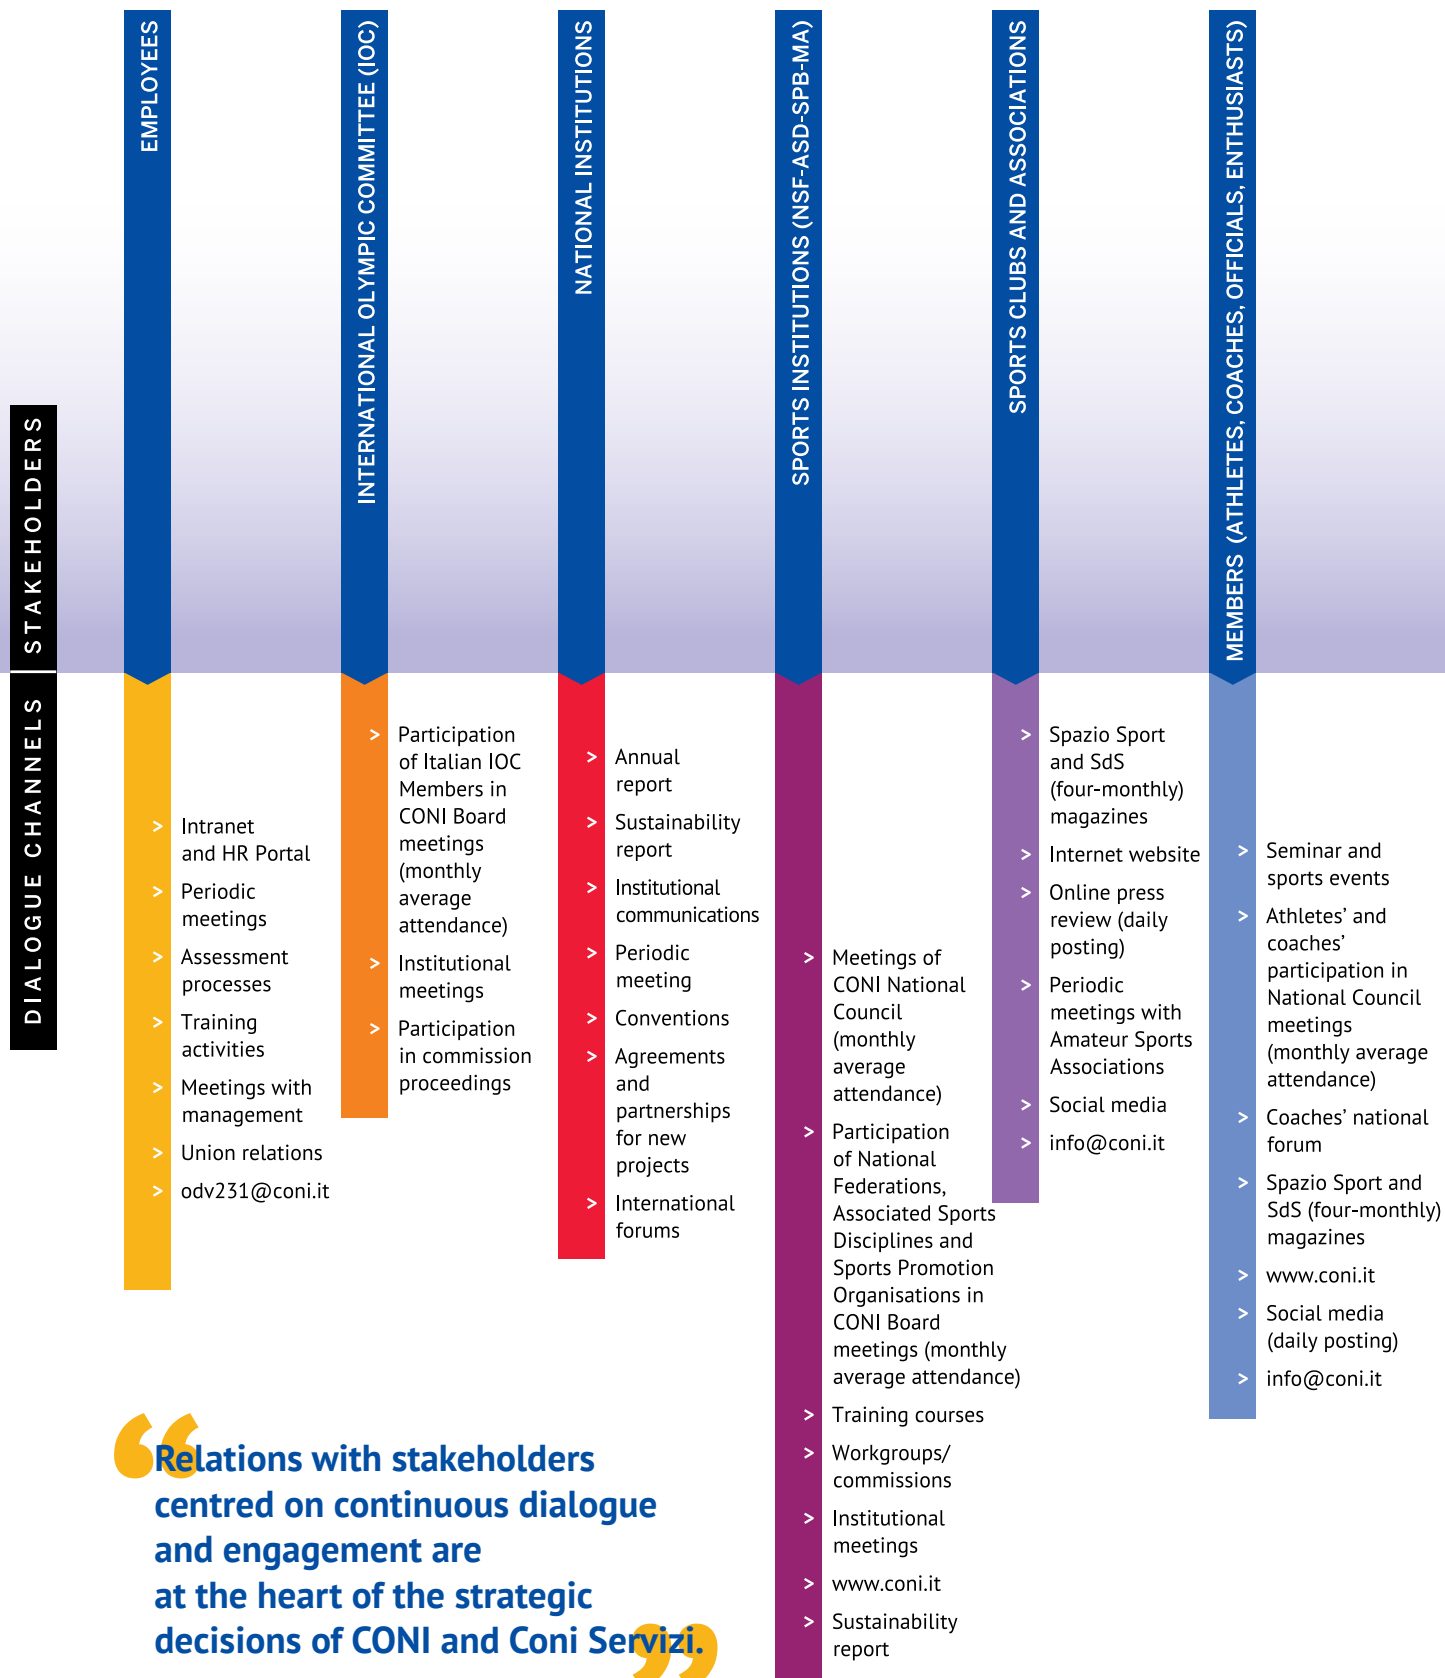 STAKEHOLDERS
DIALOGUE CHANNELS
EMPLOYEES
> Intranet
and HR Portal
> Periodic
meetings
> Assessment
processes
> Training
activities
> Meetings with
management
> Union relations
> odv231@coni.it
INTERNATIONAL OLYMPIC COMMITTEE (IOC)
> Participation
of Italian IOC
Members in
CONI Board
meetings
(monthly
average
attendance)
> Institutional
meetings
> Participation
in commission
proceedings
NATIONAL INSTITUTIONS
> Annual
report
> Sustainability
report
> Institutional
communications
> Periodic
meeting
> Conventions
> Agreements
and
partnerships
for new
projects
> International
forums
SPORTS INSTITUTIONS (NSF-ASD-SPB-MA)
> Meetings of
CONI National
Council
(monthly
average
attendance)
> Participation
of National
Federations,
Associated Sports
Disciplines and
Sports Promotion
Organisations in
CONI Board
meetings (monthly
average attendance)
> Training courses
> Workgroups/
commissions
> Institutional
meetings
> www.coni.it
> Sustainability
report
SPORTS CLUBS AND ASSOCIATIONS
> Spazio Sport
and SdS
(four-monthly)
magazines
> Internet website
> Online press
review (daily
posting)
> Periodic
meetings with
Amateur Sports
Associations
> Social media
> info@coni.it
MEMBERS (ATHLETES, COACHES, OFFICIALS, ENTHUSIASTS)
> Seminar and
sports events
> Athletes’ and
coaches’
participation in
National Council
meetings
(monthly average
attendance)
> Coaches’ national
forum
> Spazio Sport and
SdS (four-monthly)
magazines
> www.coni.it
> Social media
(daily posting)
> info@coni.it
“Relations with stakeholders
centred on continuous dialogue
and engagement are
at the heart of the strategic
decisions of CONI and Coni Servizi.”